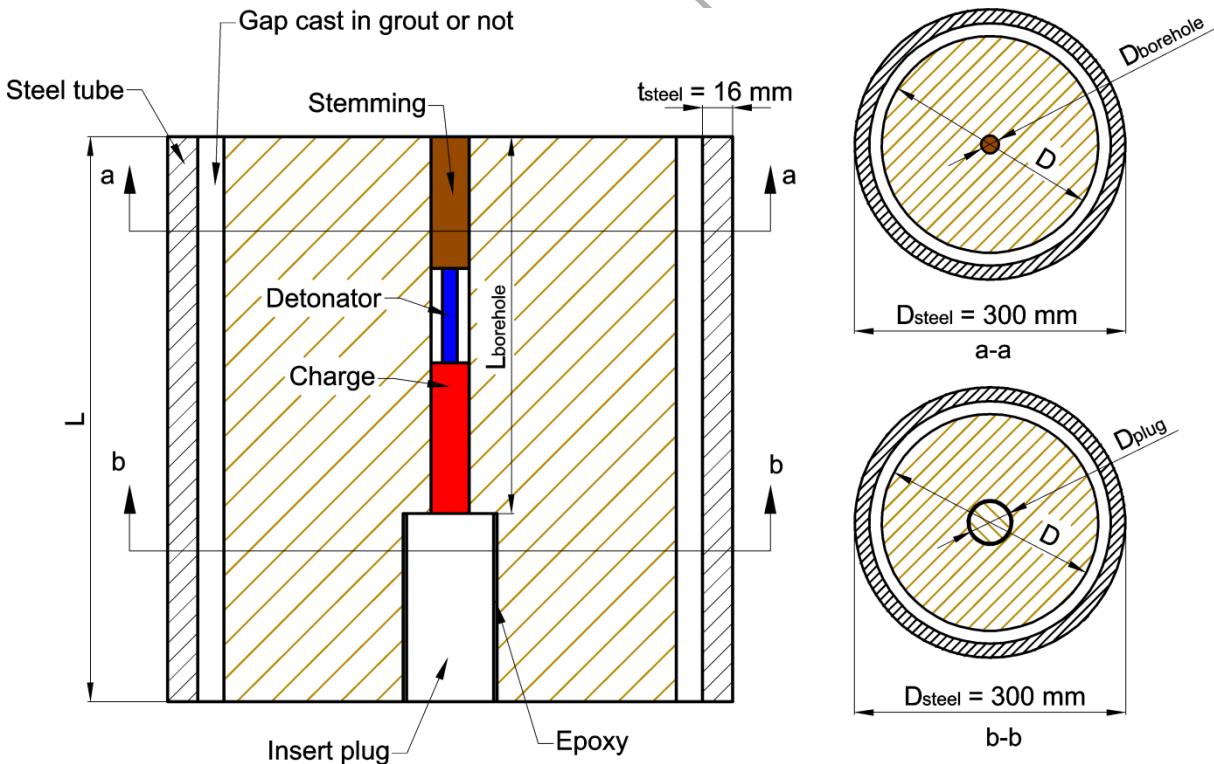 Gap cast in grout or not
Steel tube
Stemming
tsteel = 16 mm
a
a
Detonator
Lborehole
Charge
L
b
b
Insert plug
Epoxy
Dborehole
D
Dsteel = 300 mm
a-a
Dplug
D
Dsteel = 300 mm
b-b